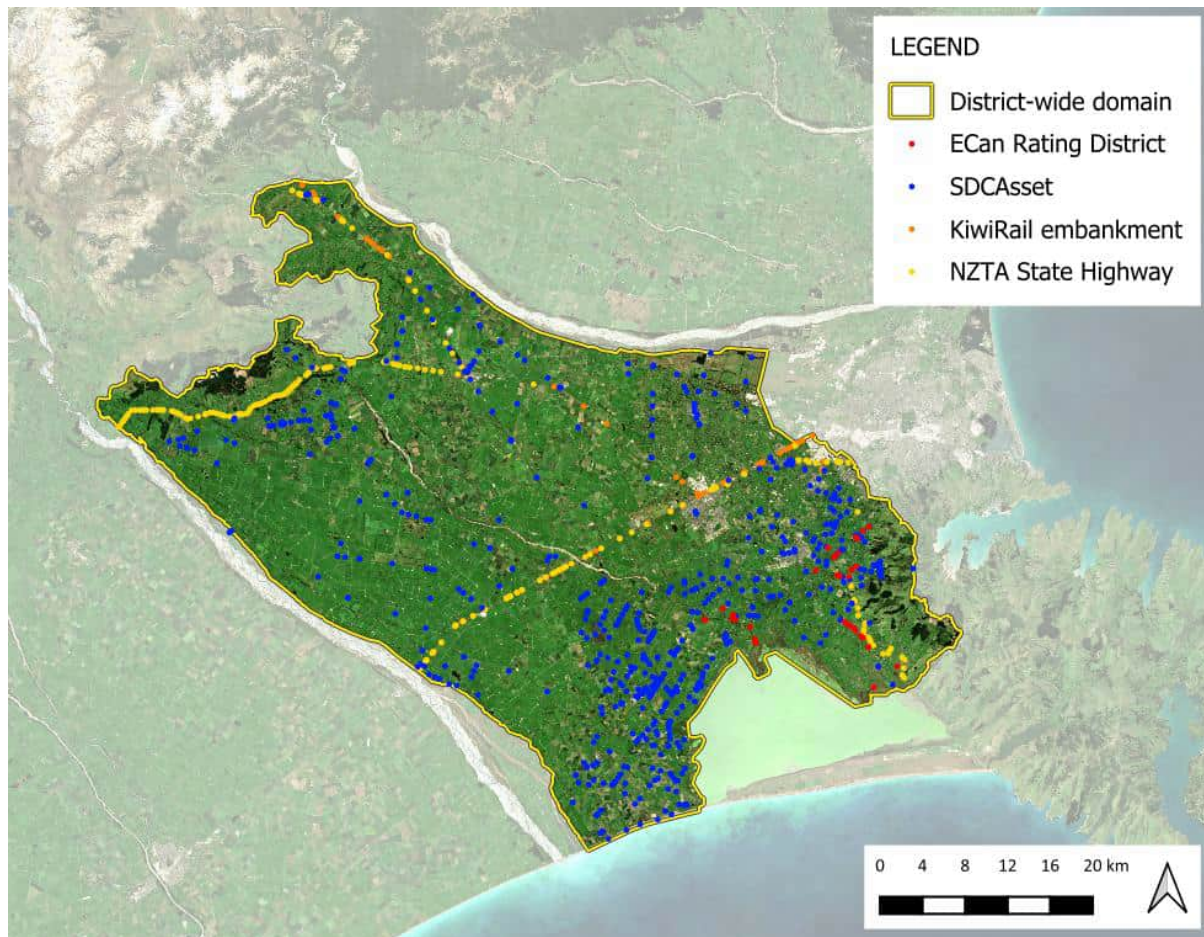 LEGEND
District-wide domain
ECan Rating District
SDCAsset
KiwiRail embankment
NZTA State Highway
0 4 8 12 16 20 km